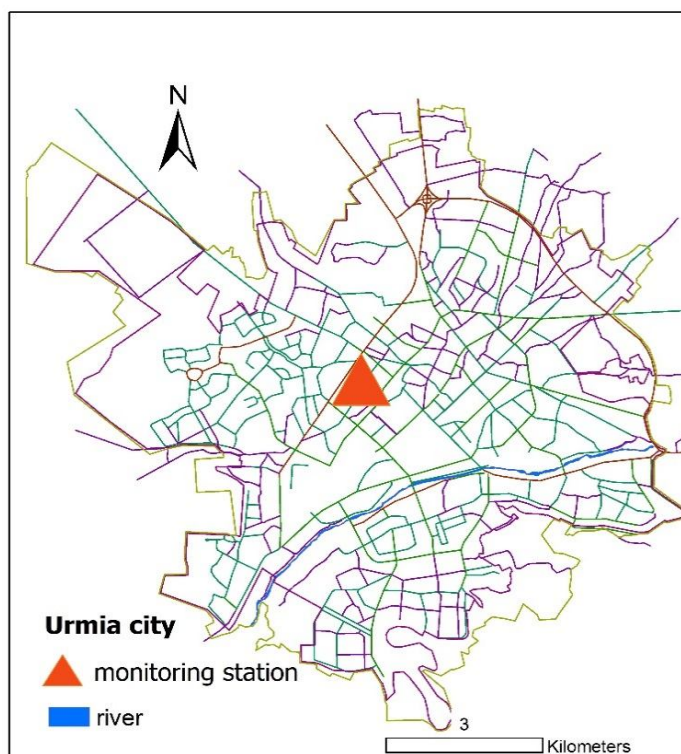 N
Urmia city
monitoring station
river
3
Kilometers